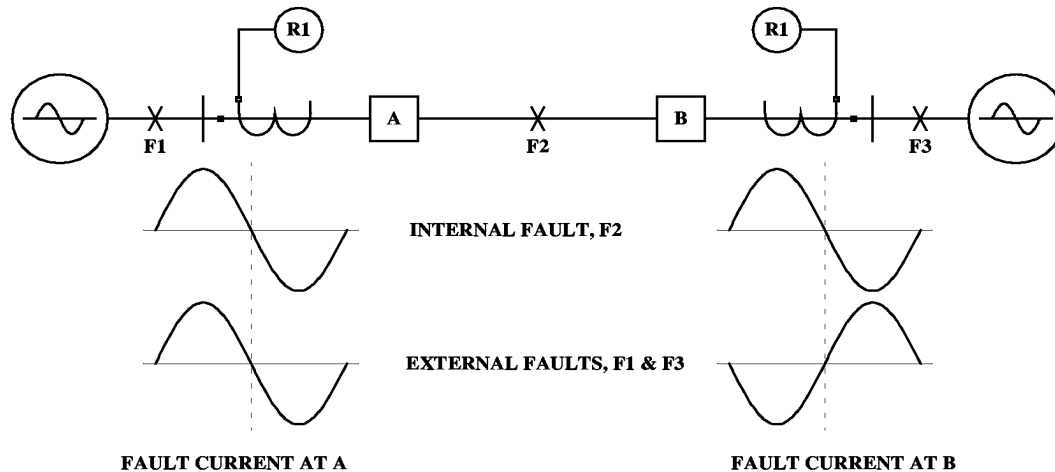 R1
R1
A
B
F1
F2
F3
INTERNAL FAULT, F2
EXTERNAL FAULTS, F1 & F3
FAULT CURRENT AT A
FAULT CURRENT AT B